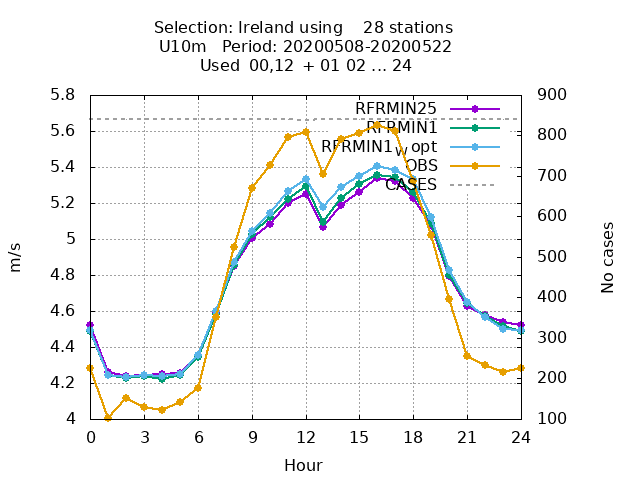 Selection: Ireland using 28 stations
U10m Period: 20200508-20200522
Used 00,12 + 01 02 ... 24
5.8
5.6
5.4
5.2
5
4.8
4.6
4.4
4.2
4
900
800
700
600
500
400
300
200
100
RFRMIN25
RFRMIN1
RFRMIN1wopt
OBS
CASES
m/s
No cases
0 3 6 9 12 15 18 21 24
Hour